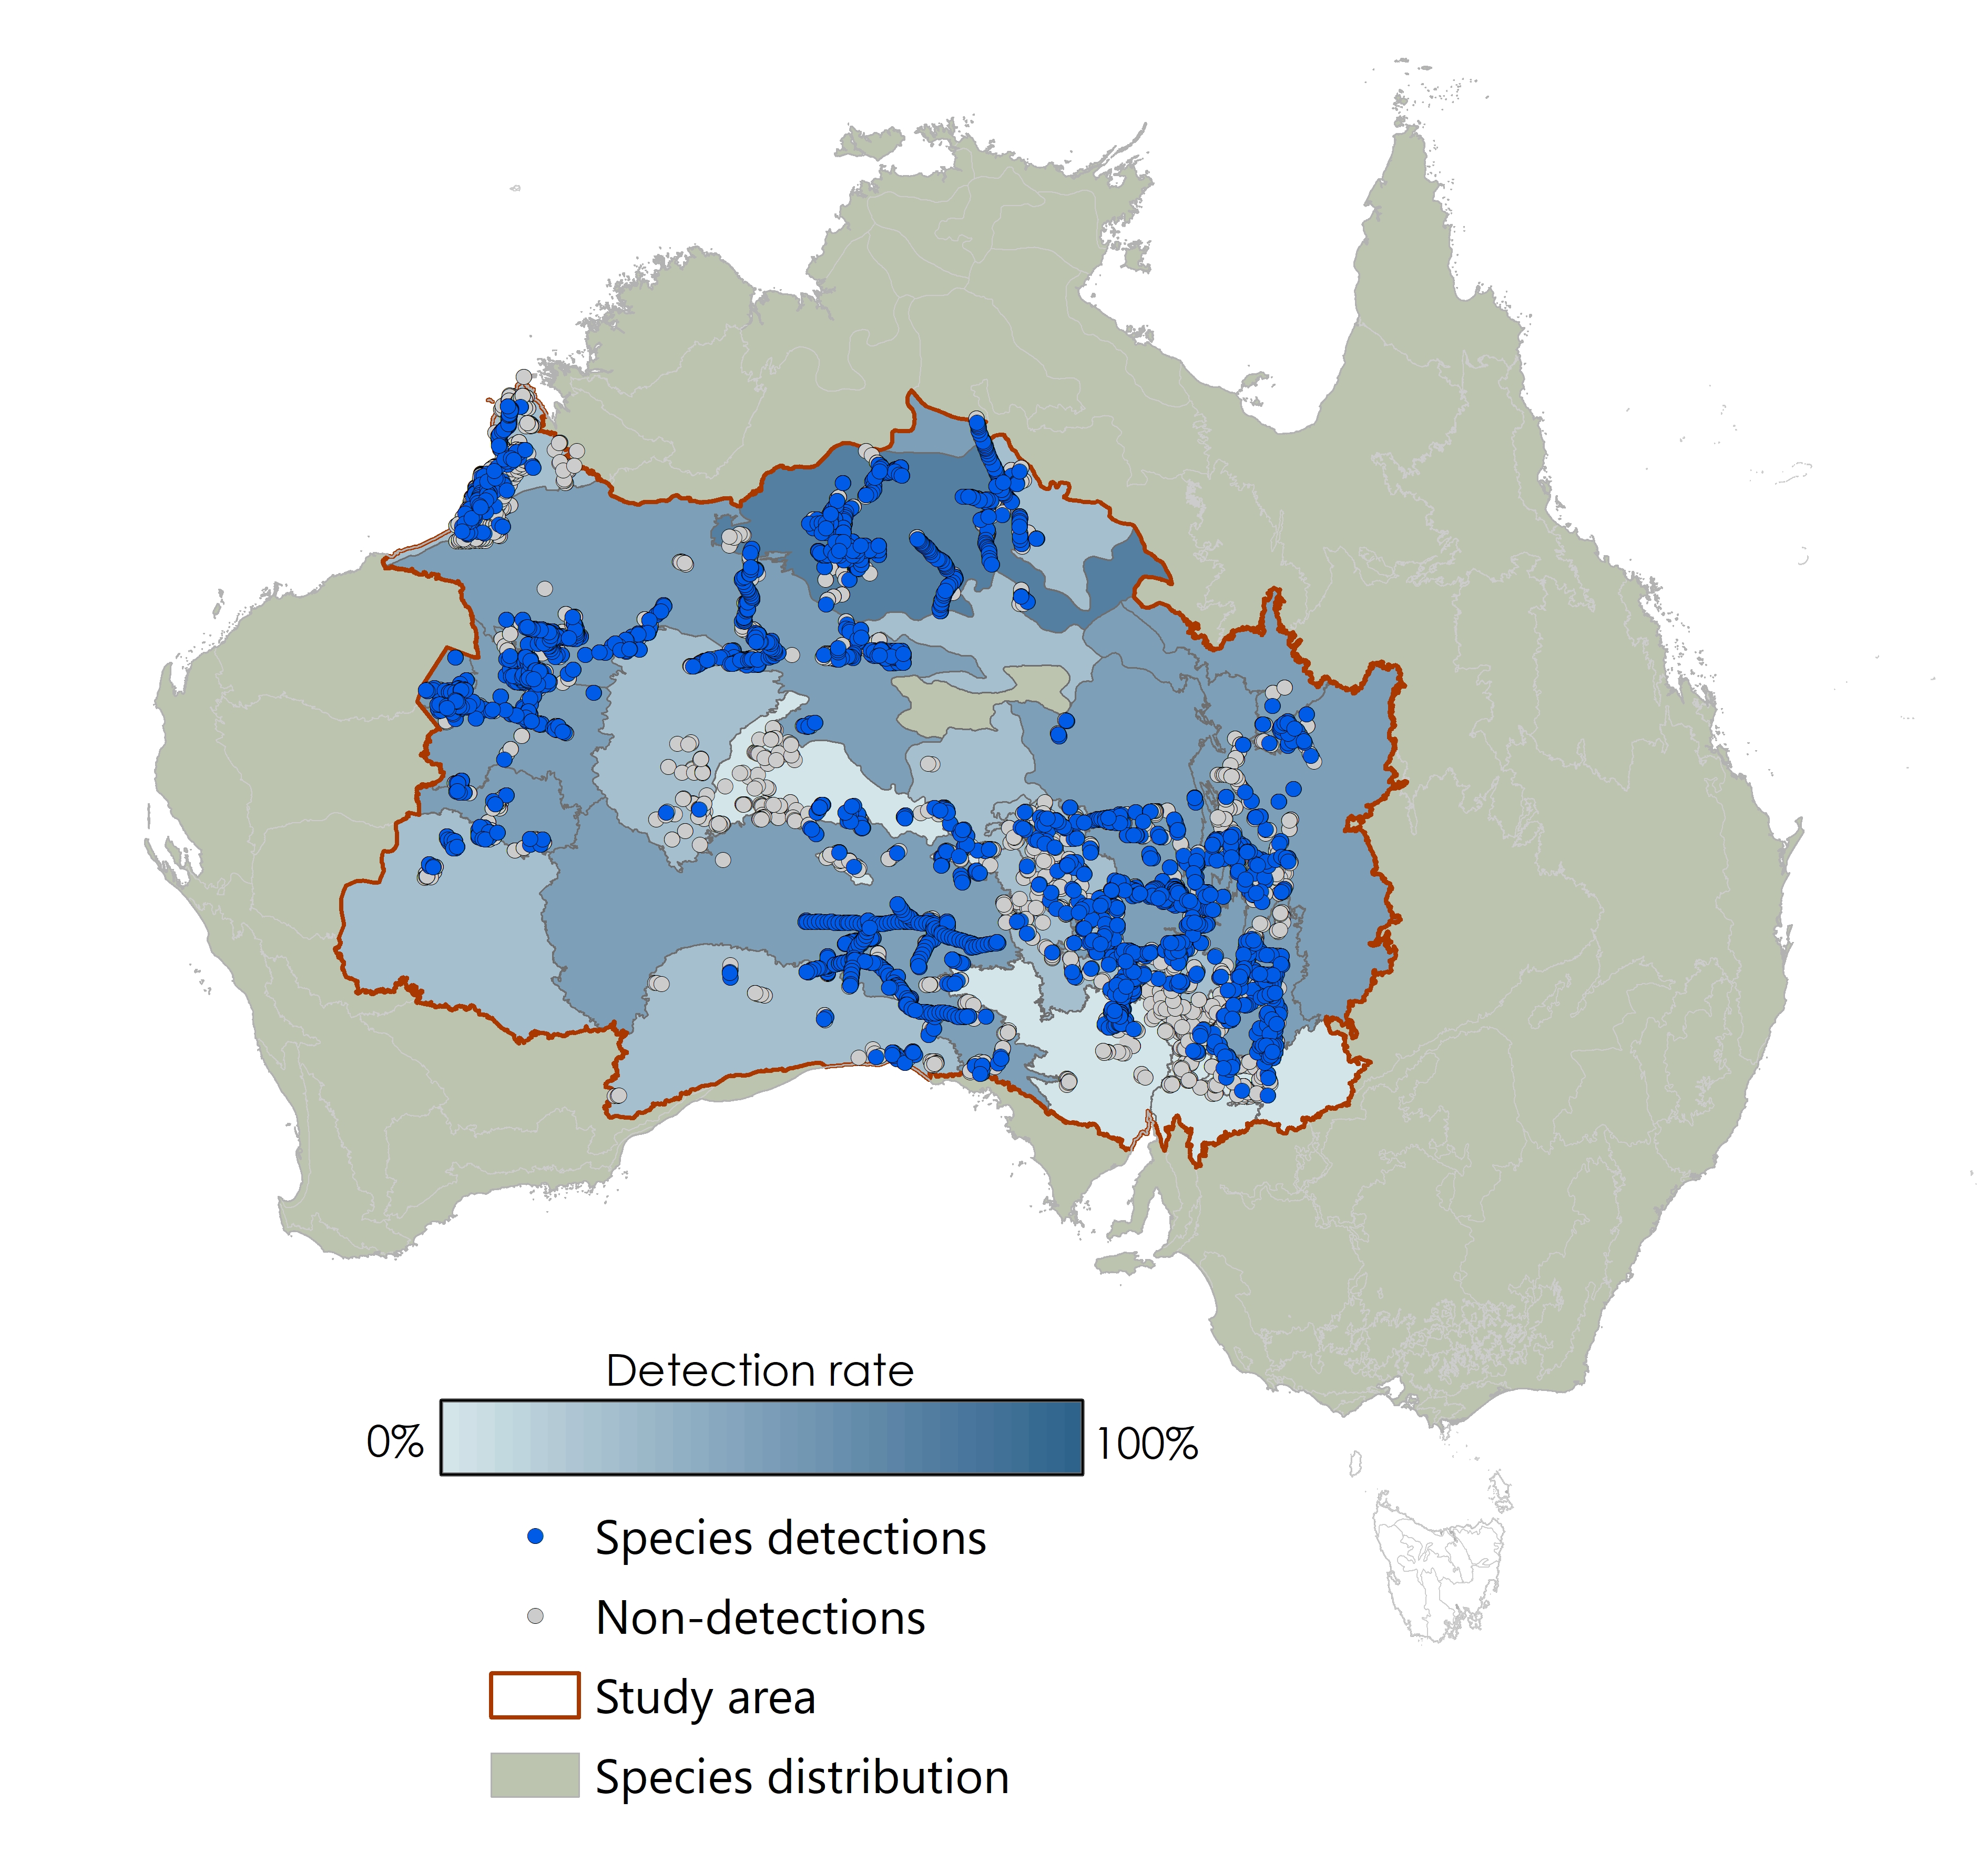 Detection rate
0% 100%
Species detections
Non-detections
Study area
Species distribution